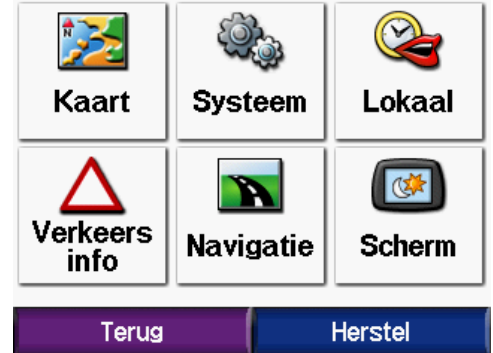 N
Kaart
Systeem
Lokaal
Verkeers
info
Navigatie
Scherm
Terug
Herstel